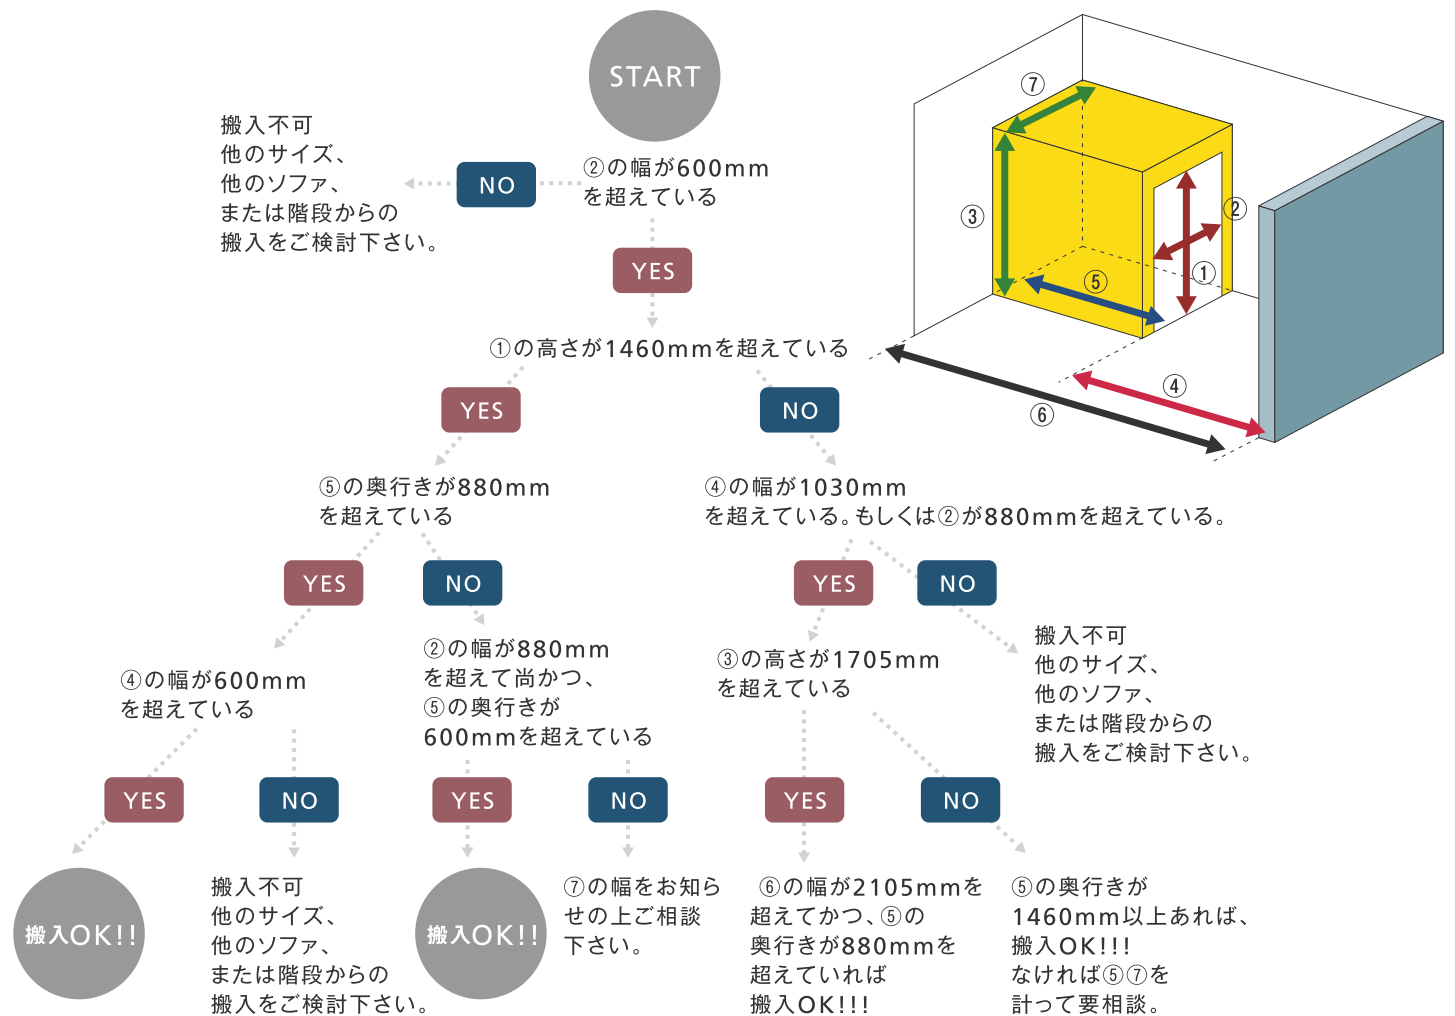 START
②の幅が600mm
を超えている
NO
搬入不可
他のサイズ、
他のソファ、
または階段からの
搬入をご検討下さい。
YES
①の高さが1460mmを超えている
YES
NO
⑤の奥行きが880mm
を超えている
④の幅が1030mm
を超えている。もしくは②が880mmを超えている。
YES
NO
YES
NO
④の幅が600mm
を超えている
②の幅が880mm
を超えて尚かつ、
⑤の奥行きが
600mmを超えている
③の高さが1705mm
を超えている
搬入不可
他のサイズ、
他のソファ、
または階段からの
搬入をご検討下さい。
YES
NO
YES
NO
YES
NO
搬入OK!!
搬入不可
他のサイズ、
他のソファ、
または階段からの
搬入をご検討下さい。
搬入OK!!
⑦の幅をお知ら
せの上ご相談
下さい。
⑥の幅が2105mmを
超えてかつ、⑤の
奥行きが880mmを
超えていれば
搬入OK!!!
⑤の奥行きが
1460mm以上あれば、
搬入OK!!!
なければ⑤⑦を
計って要相談。
⑦
③
②
①
⑤
④
⑥